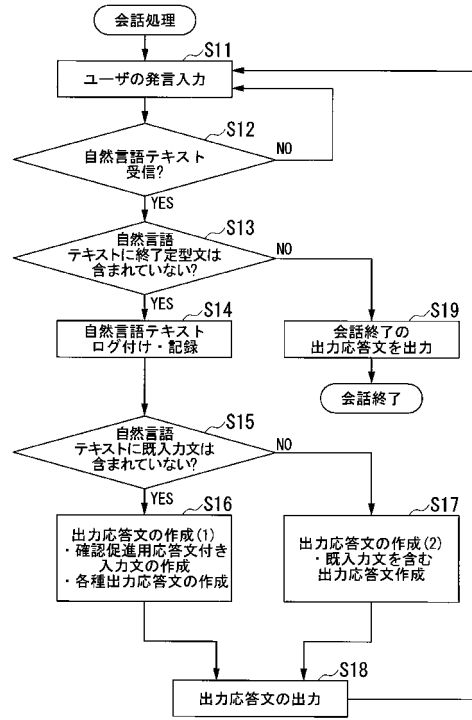 会話処理
S11
ユーザの発言入力
S12
自然言語テキスト
受信?
NO
YES
S13
自然言語
テキストに終了定型文は
含まれていない?
NO
YES
S14
自然言語テキスト
ログ付け・記録
S19
会話終了の
出力応答文を出力
会話終了
S15
自然言語
テキストに既入力文は
含まれていない?
NO
YES
S16
出力応答文の作成(1)
・確認促進用応答文付き
入力文の作成
・各種出力応答文の作成
S17
出力応答文の作成(2)
・既入力文を含む
出力応答文作成
S18
出力応答文の出力